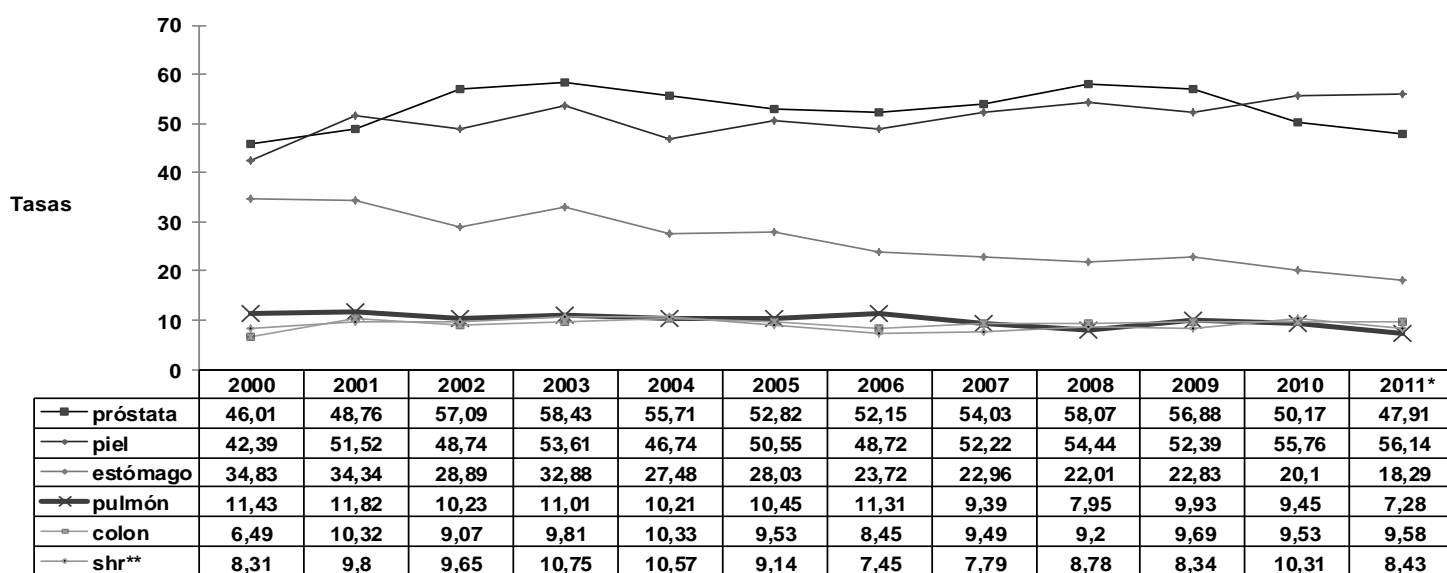 70
60
50
40
30
20
10
0
Tasas
2000 2001 2002 2003 2004 2005 2006 2007 2008 2009 2010 2011*
próstata 46,01 48,76 57,09 58,43 55,71 52,82 52,15 54,03 58,07 56,88 50,17 47,91
piel 42,39 51,52 48,74 53,61 46,74 50,55 48,72 52,22 54,44 52,39 55,76 56,14
estómago 34,83 34,34 28,89 32,88 27,48 28,03 23,72 22,96 22,01 22,83 20,1 18,29
pulmón 11,43 11,82 10,23 11,01 10,21 10,45 11,31 9,39 7,95 9,93 9,45 7,28
colon 6,49 10,32 9,07 9,81 10,33 9,53 8,45 9,49 9,2 9,69 9,53 9,58
shr** 8,31 9,8 9,65 10,75 10,57 9,14 7,45 7,79 8,78 8,34 10,31 8,43